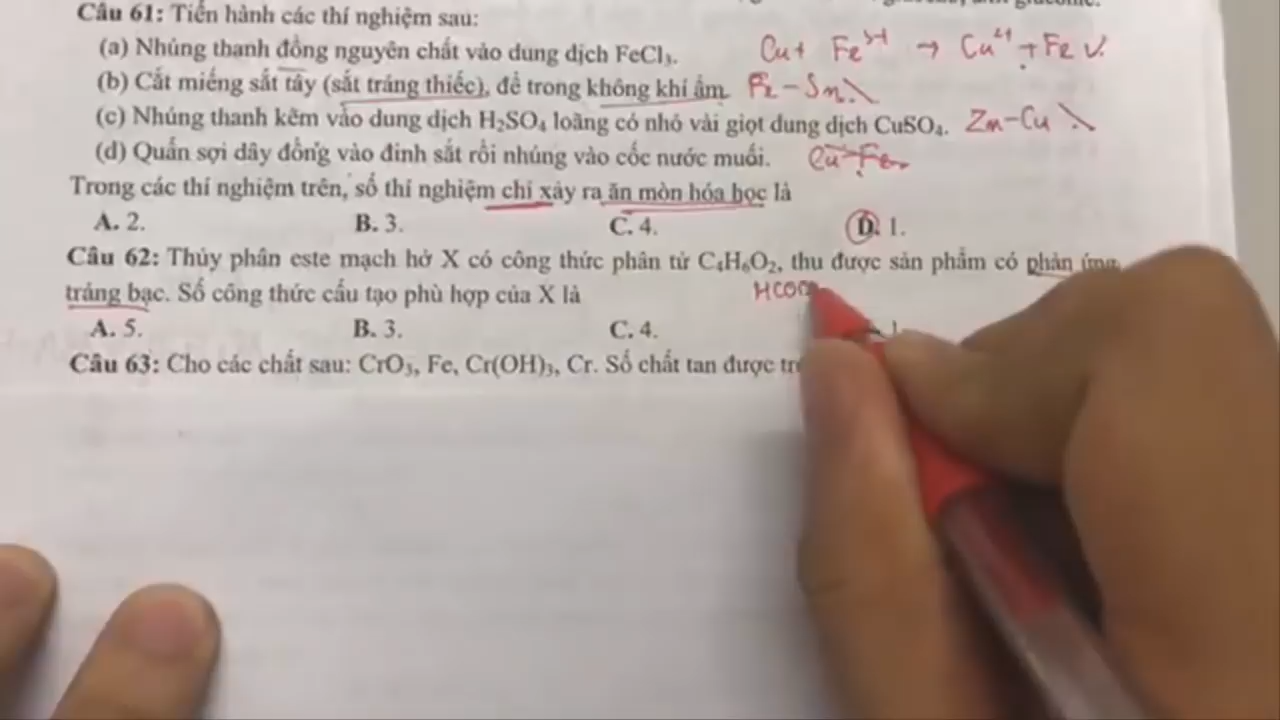 Câu 61: Tiến hành các thí nghiệm sau:
(a) Nhúng thanh đồng nguyên chất vào dung dịch FeCl₃. Cu + Fe³⁺ → Cu²⁺ + Fe
(b) Cắt miếng sắt tây (sắt tráng thiếc), để trong không khí ẩm. Fe - Sn
(c) Nhúng thanh kẽm vào dung dịch H₂SO₄ loãng có nhỏ vài giọt dung dịch CuSO₄. Zn - Cu
(d) Quấn sợi dây đồng vào đinh sắt rồi nhúng vào cốc nước muối. Cu - Fe
Trong các thí nghiệm trên, số thí nghiệm chỉ xảy ra ăn mòn hóa học là
A. 2. B. 3. C. 4. D. 1.
Câu 62: Thủy phân este mạch hở X có công thức phân tử C₄H₆O₂, thu được sản phẩm có phản ứng
tráng bạc. Số công thức cấu tạo phù hợp của X là HCOO
A. 5. B. 3. C. 4.
Câu 63: Cho các chất sau: CrO₃, Fe, Cr(OH)₃, Cr. Số chất tan được